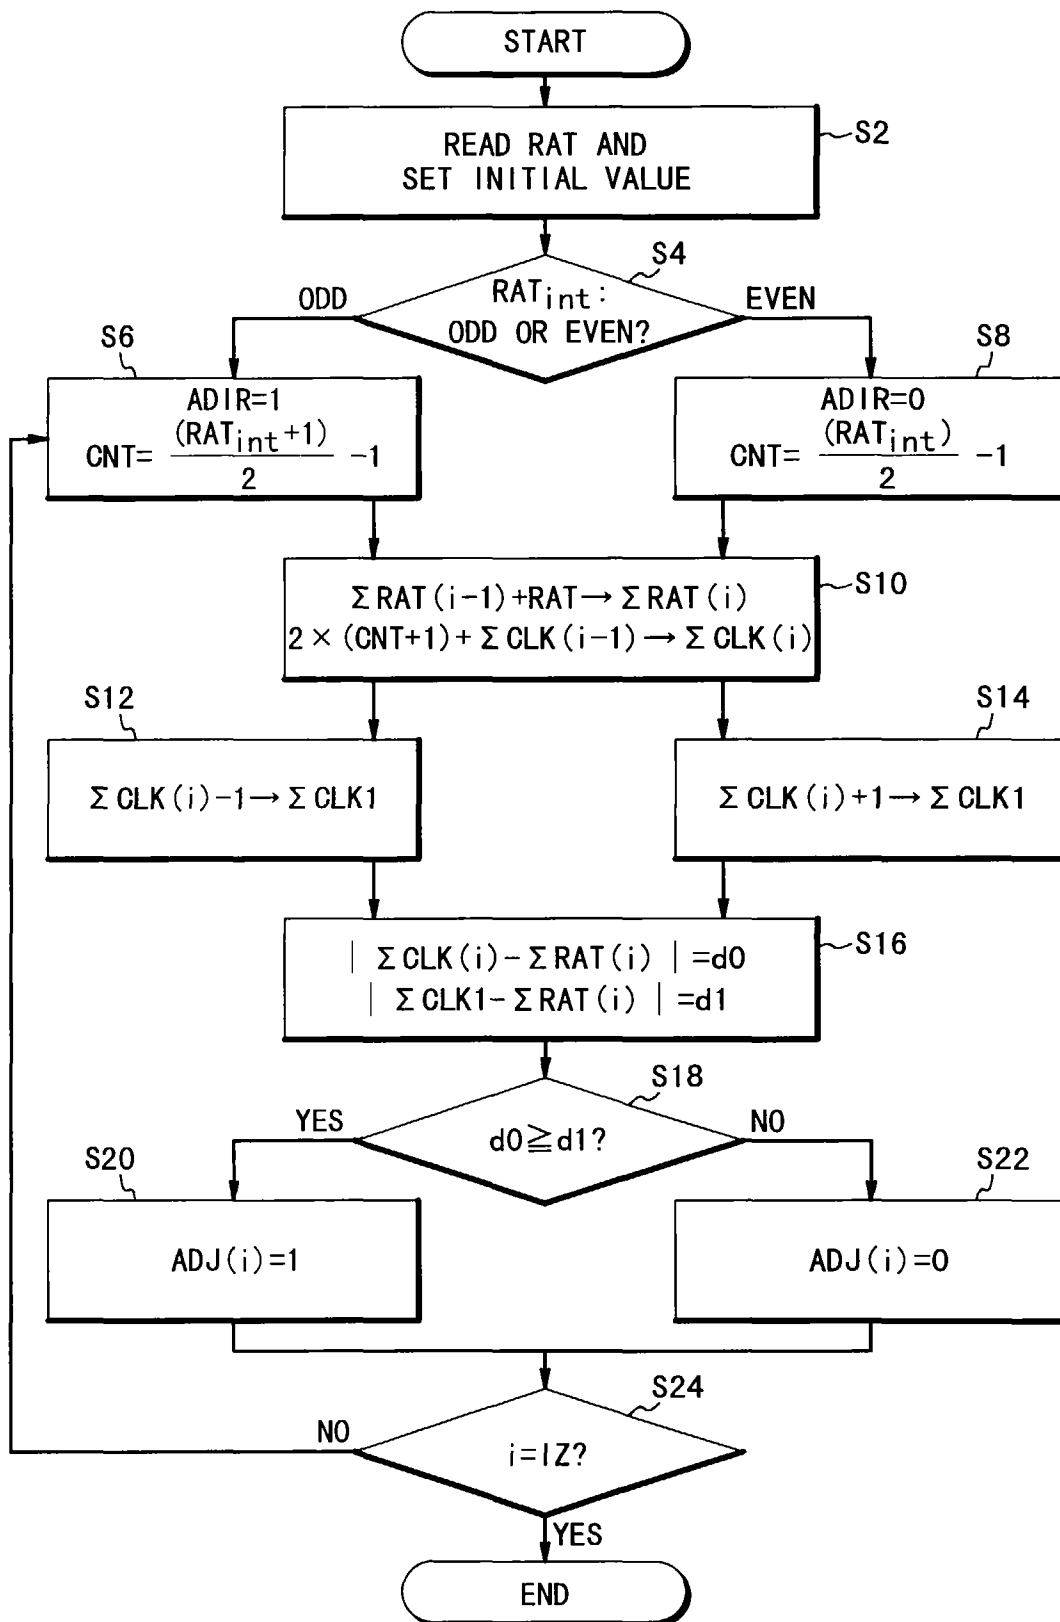 START
READ RAT AND
SET INITIAL VALUE
S2
S4
RATint:
ODD OR EVEN?
ODD
EVEN
S6
ADIR=1
CNT= (RATint+1)/2 -1
S8
ADIR=0
CNT= (RATint)/2 -1
ΣRAT(i-1)+RAT→ΣRAT(i)
2×(CNT+1)+ΣCLK(i-1)→ΣCLK(i)
S10
S12
ΣCLK(i)-1→ΣCLK1
S14
ΣCLK(i)+1→ΣCLK1
|ΣCLK(i)-ΣRAT(i)|=d0
|ΣCLK1-ΣRAT(i)|=d1
S16
S18
d0≧d1?
YES
NO
S20
ADJ(i)=1
S22
ADJ(i)=0
S24
i=IZ?
NO
YES
END